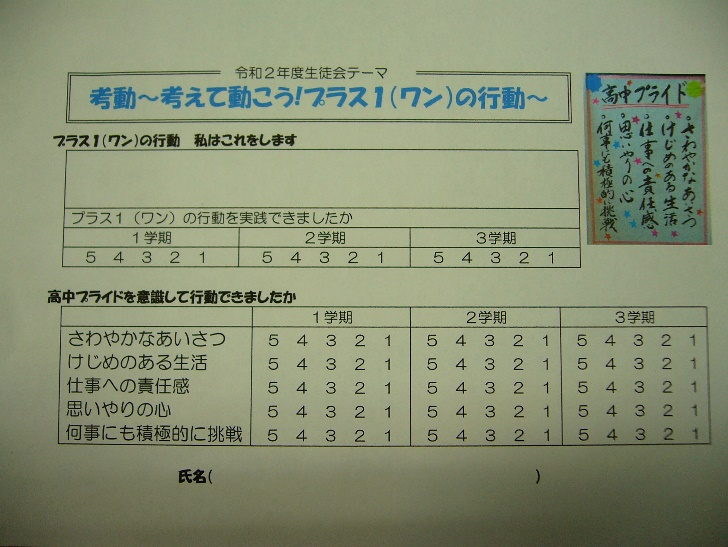 令和2年度生徒会テーマ
考動～考えて動こう!プラス1(ワン)の行動～
高中プライド
。さわやかなあいさつ
。けじめのある生活
。仕事への責任感
。思いやりの心
。何事にも積極的に挑戦
プラス1(ワン)の行動　私はこれをします
プラス1（ワン）の行動を実践できましたか
1学期 2学期 3学期
5 4 3 2 1 5 4 3 2 1 5 4 3 2 1
高中プライドを意識して行動できましたか
1学期 2学期 3学期
さわやかなあいさつ 5 4 3 2 1 5 4 3 2 1 5 4 3 2 1
けじめのある生活 5 4 3 2 1 5 4 3 2 1 5 4 3 2 1
仕事への責任感 5 4 3 2 1 5 4 3 2 1 5 4 3 2 1
思いやりの心 5 4 3 2 1 5 4 3 2 1 5 4 3 2 1
何事にも積極的に挑戦 5 4 3 2 1 5 4 3 2 1 5 4 3 2 1
氏名(　　　)